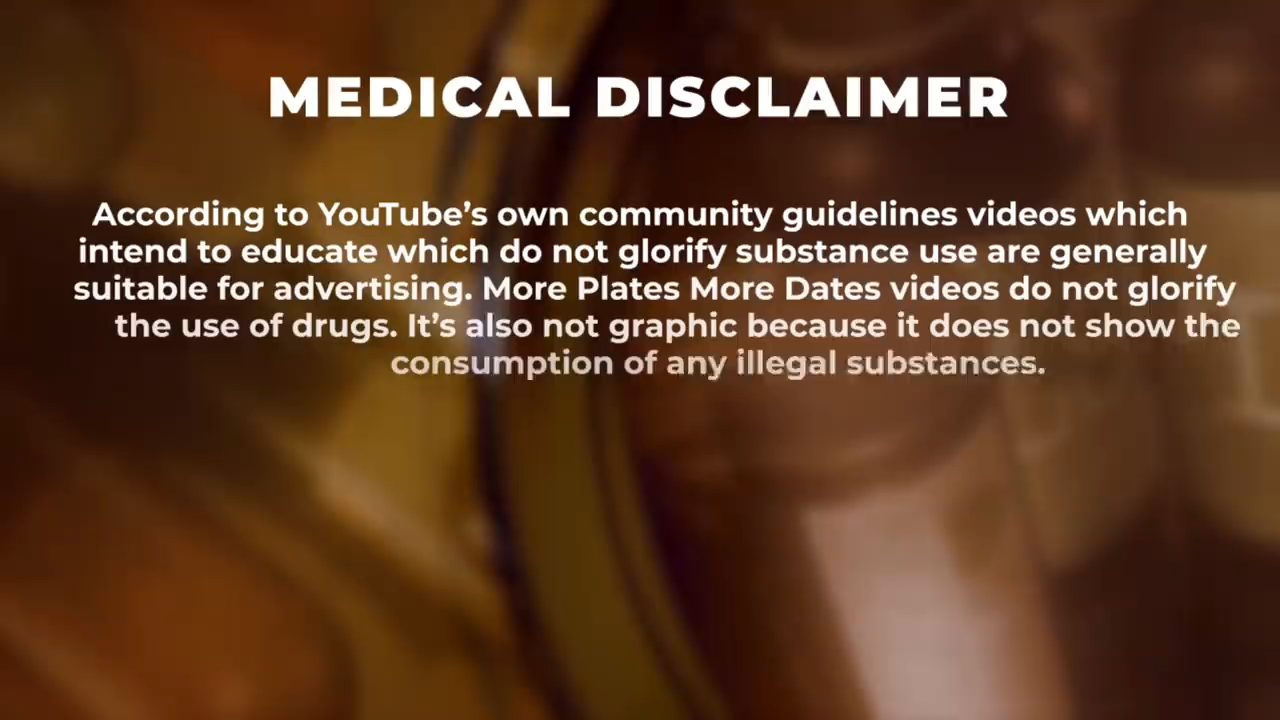 MEDICAL DISCLAIMER
According to YouTube’s own community guidelines videos which
intend to educate which do not glorify substance use are generally
suitable for advertising. More Plates More Dates videos do not glorify
the use of drugs. It’s also not graphic because it does not show the
consumption of any illegal substances.